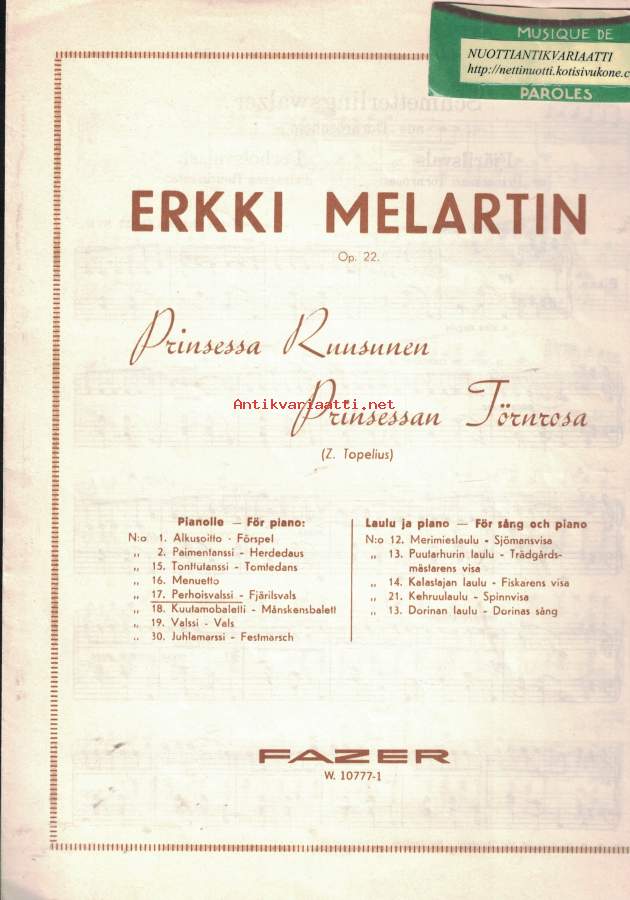 MUSIQUE DE
NUOTTIANTIKVARIAATTI
http://nettinuotti.kotisivukone.c
PAROLES
ERKKI MELARTIN
Op. 22.
Prinsessa Ruusunen
Antikvariaatti.net
Prinsessan Törnrosa
(Z. Topelius)
Pianolle — För piano:
N:o 1. Alkusoitto - Förspel
„ 2. Paimentanssi - Herdedaus
„ 15. Tonttutanssi - Tomtedans
„ 16. Menuetto
„ 17. Perhoisvalssi - Fjärilsvals
„ 18. Kuutamobaletti - Månskensbalett
„ 19. Valssi - Vals
„ 30. Juhlamarssi - Festmarsch
Laulu ja piano — För sång och piano
N:o 12. Merimieslaulu - Sjömansvisa
„ 13. Puutarhurin laulu - Trädgårds-
mästarens visa
„ 14. Kalastajan laulu - Fiskarens visa
„ 21. Kehruulaulu - Spinnvisa
„ 13. Dorinan laulu - Dorinas sång
FAZER
W. 10777-1